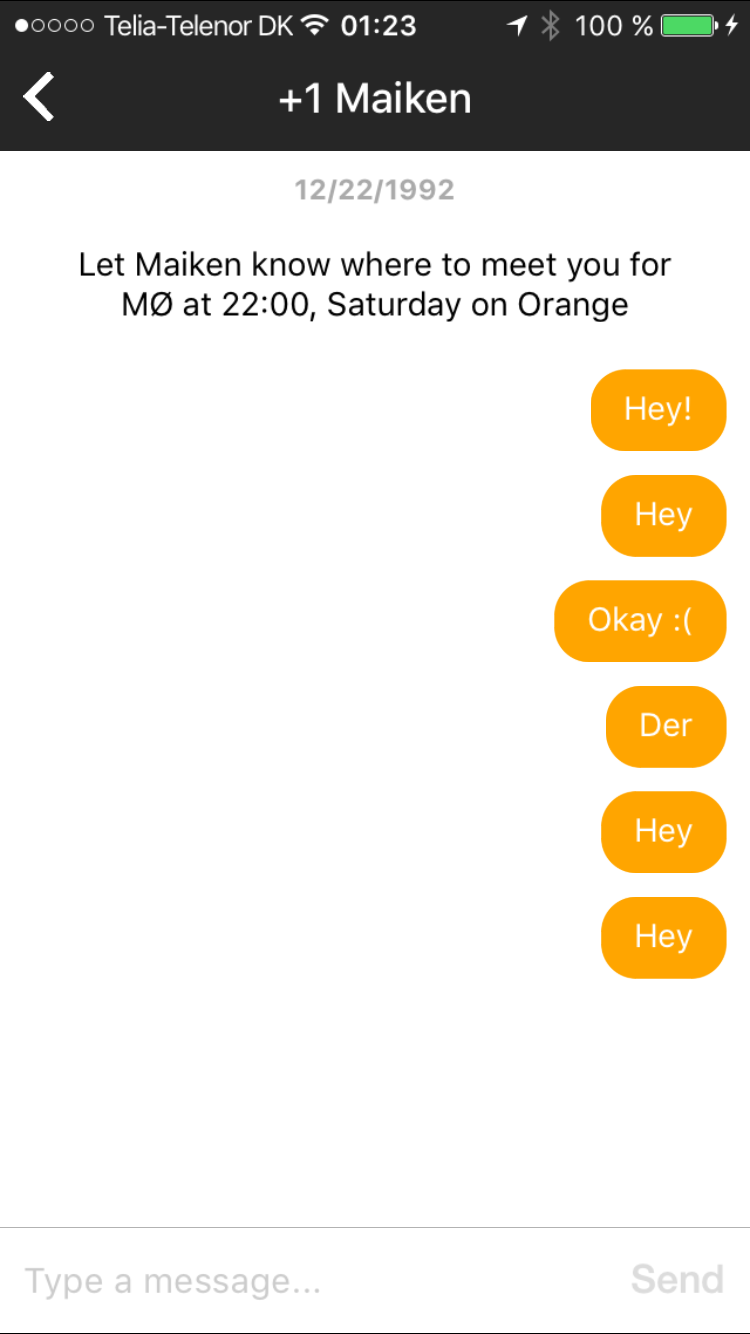 Telia-Telenor DK 01:23 100 %
+1 Maiken
12/22/1992
Let Maiken know where to meet you for
MØ at 22:00, Saturday on Orange
Hey!
Hey
Okay :(
Der
Hey
Hey
Type a message... Send